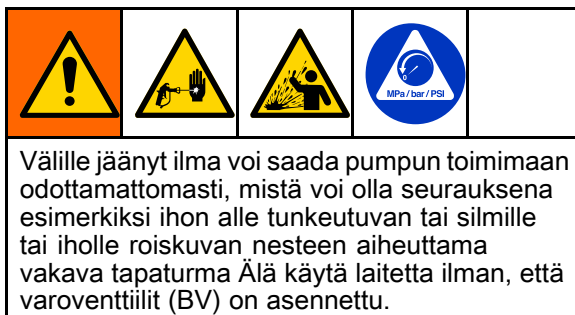 MPa/bar/PSI
Välille jäänyt ilma voi saada pumpun toimimaan
odottamattomasti, mistä voi olla seurauksena
esimerkiksi ihon alle tunkeutuvan tai silmille
tai iholle roiskuvan nesteen aiheuttama
vakava tapaturma Älä käytä laitetta ilman, että
varoventtiilit (BV) on asennettu.